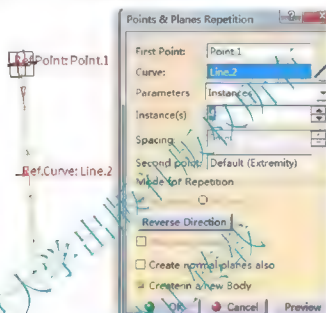 Points & Planes Repetition
Ref.Point: Point.1
First Point: Point.1
Curve: Line.2
Parameters Instances
Instance(s)
Spacing
Ref.Curve: Line.2
Second point: Default (Extremity)
Mode for Repetition
Reverse Direction
Create normal planes also
Create in a new Body
OK Cancel Preview